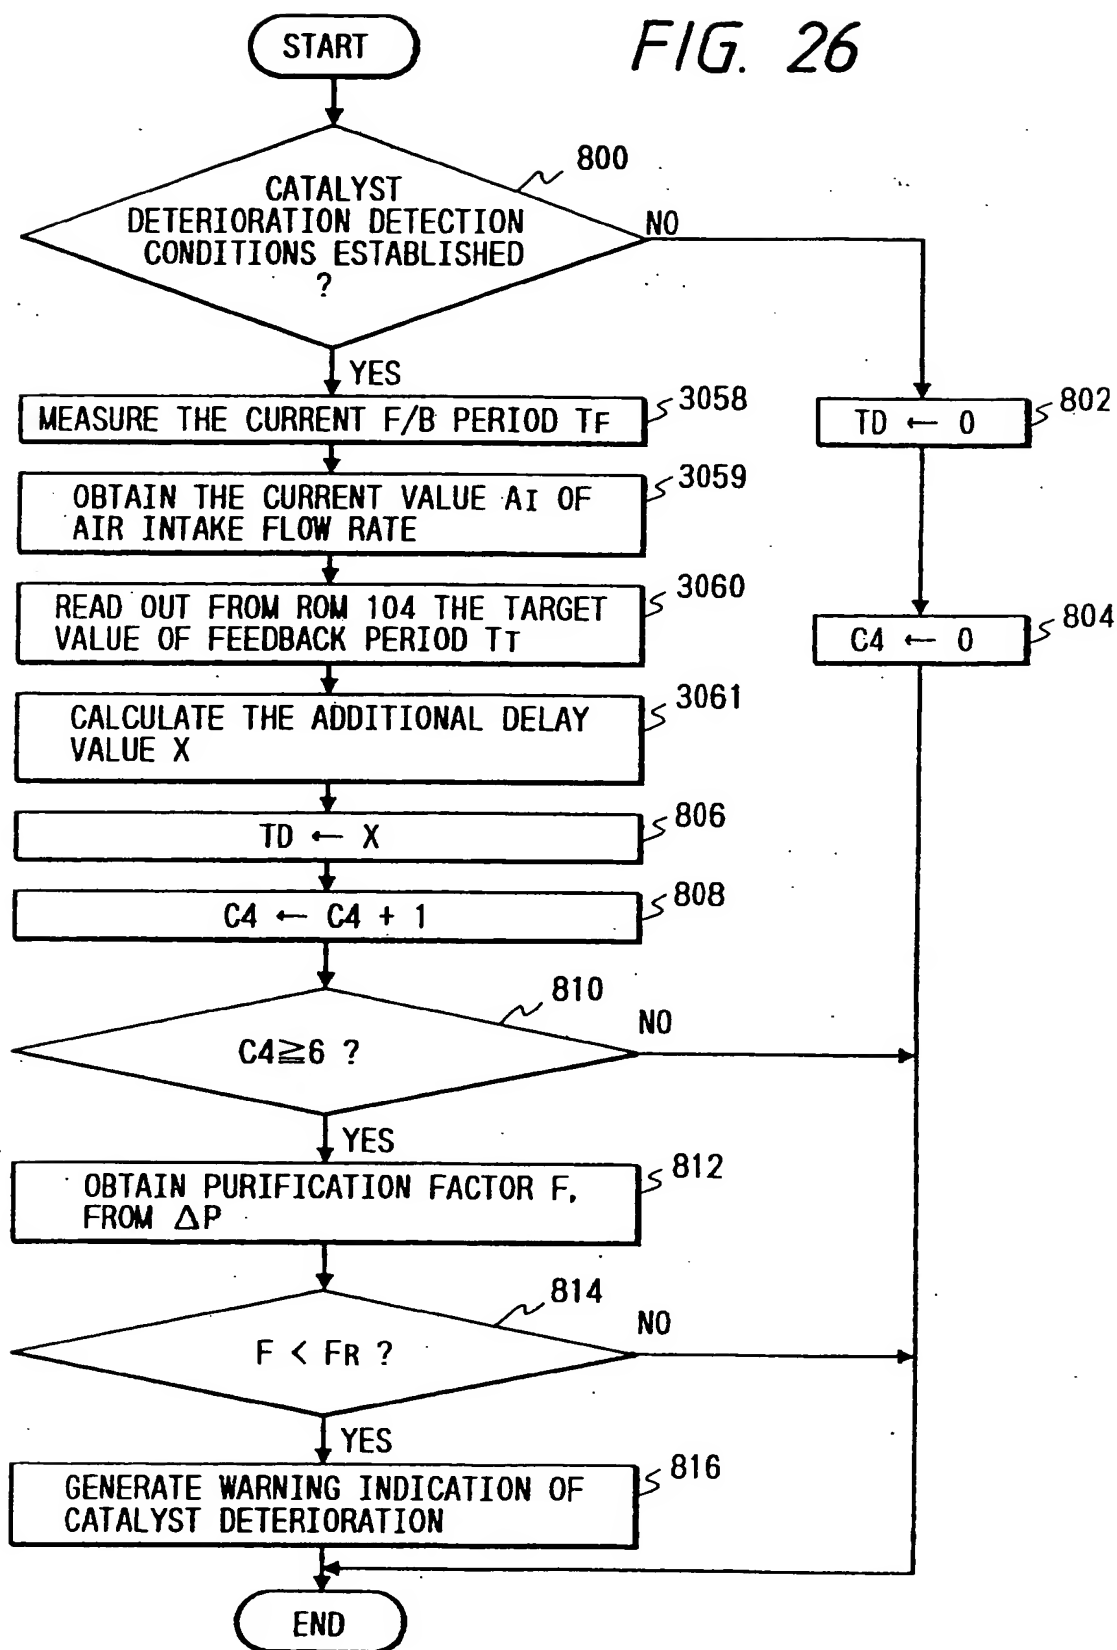 FIG. 26
START
800
CATALYST
DETERIORATION DETECTION
CONDITIONS ESTABLISHED
?
NO
YES
MEASURE THE CURRENT F/B PERIOD TF
3058
TD ← 0
802
OBTAIN THE CURRENT VALUE AI OF
AIR INTAKE FLOW RATE
3059
READ OUT FROM ROM 104 THE TARGET
VALUE OF FEEDBACK PERIOD TT
3060
C4 ← 0
804
CALCULATE THE ADDITIONAL DELAY
VALUE X
3061
TD ← X
806
C4 ← C4 + 1
808
810
C4≧6 ?
NO
YES
OBTAIN PURIFICATION FACTOR F,
FROM ΔP
812
814
F < FR ?
NO
YES
GENERATE WARNING INDICATION OF
CATALYST DETERIORATION
816
END